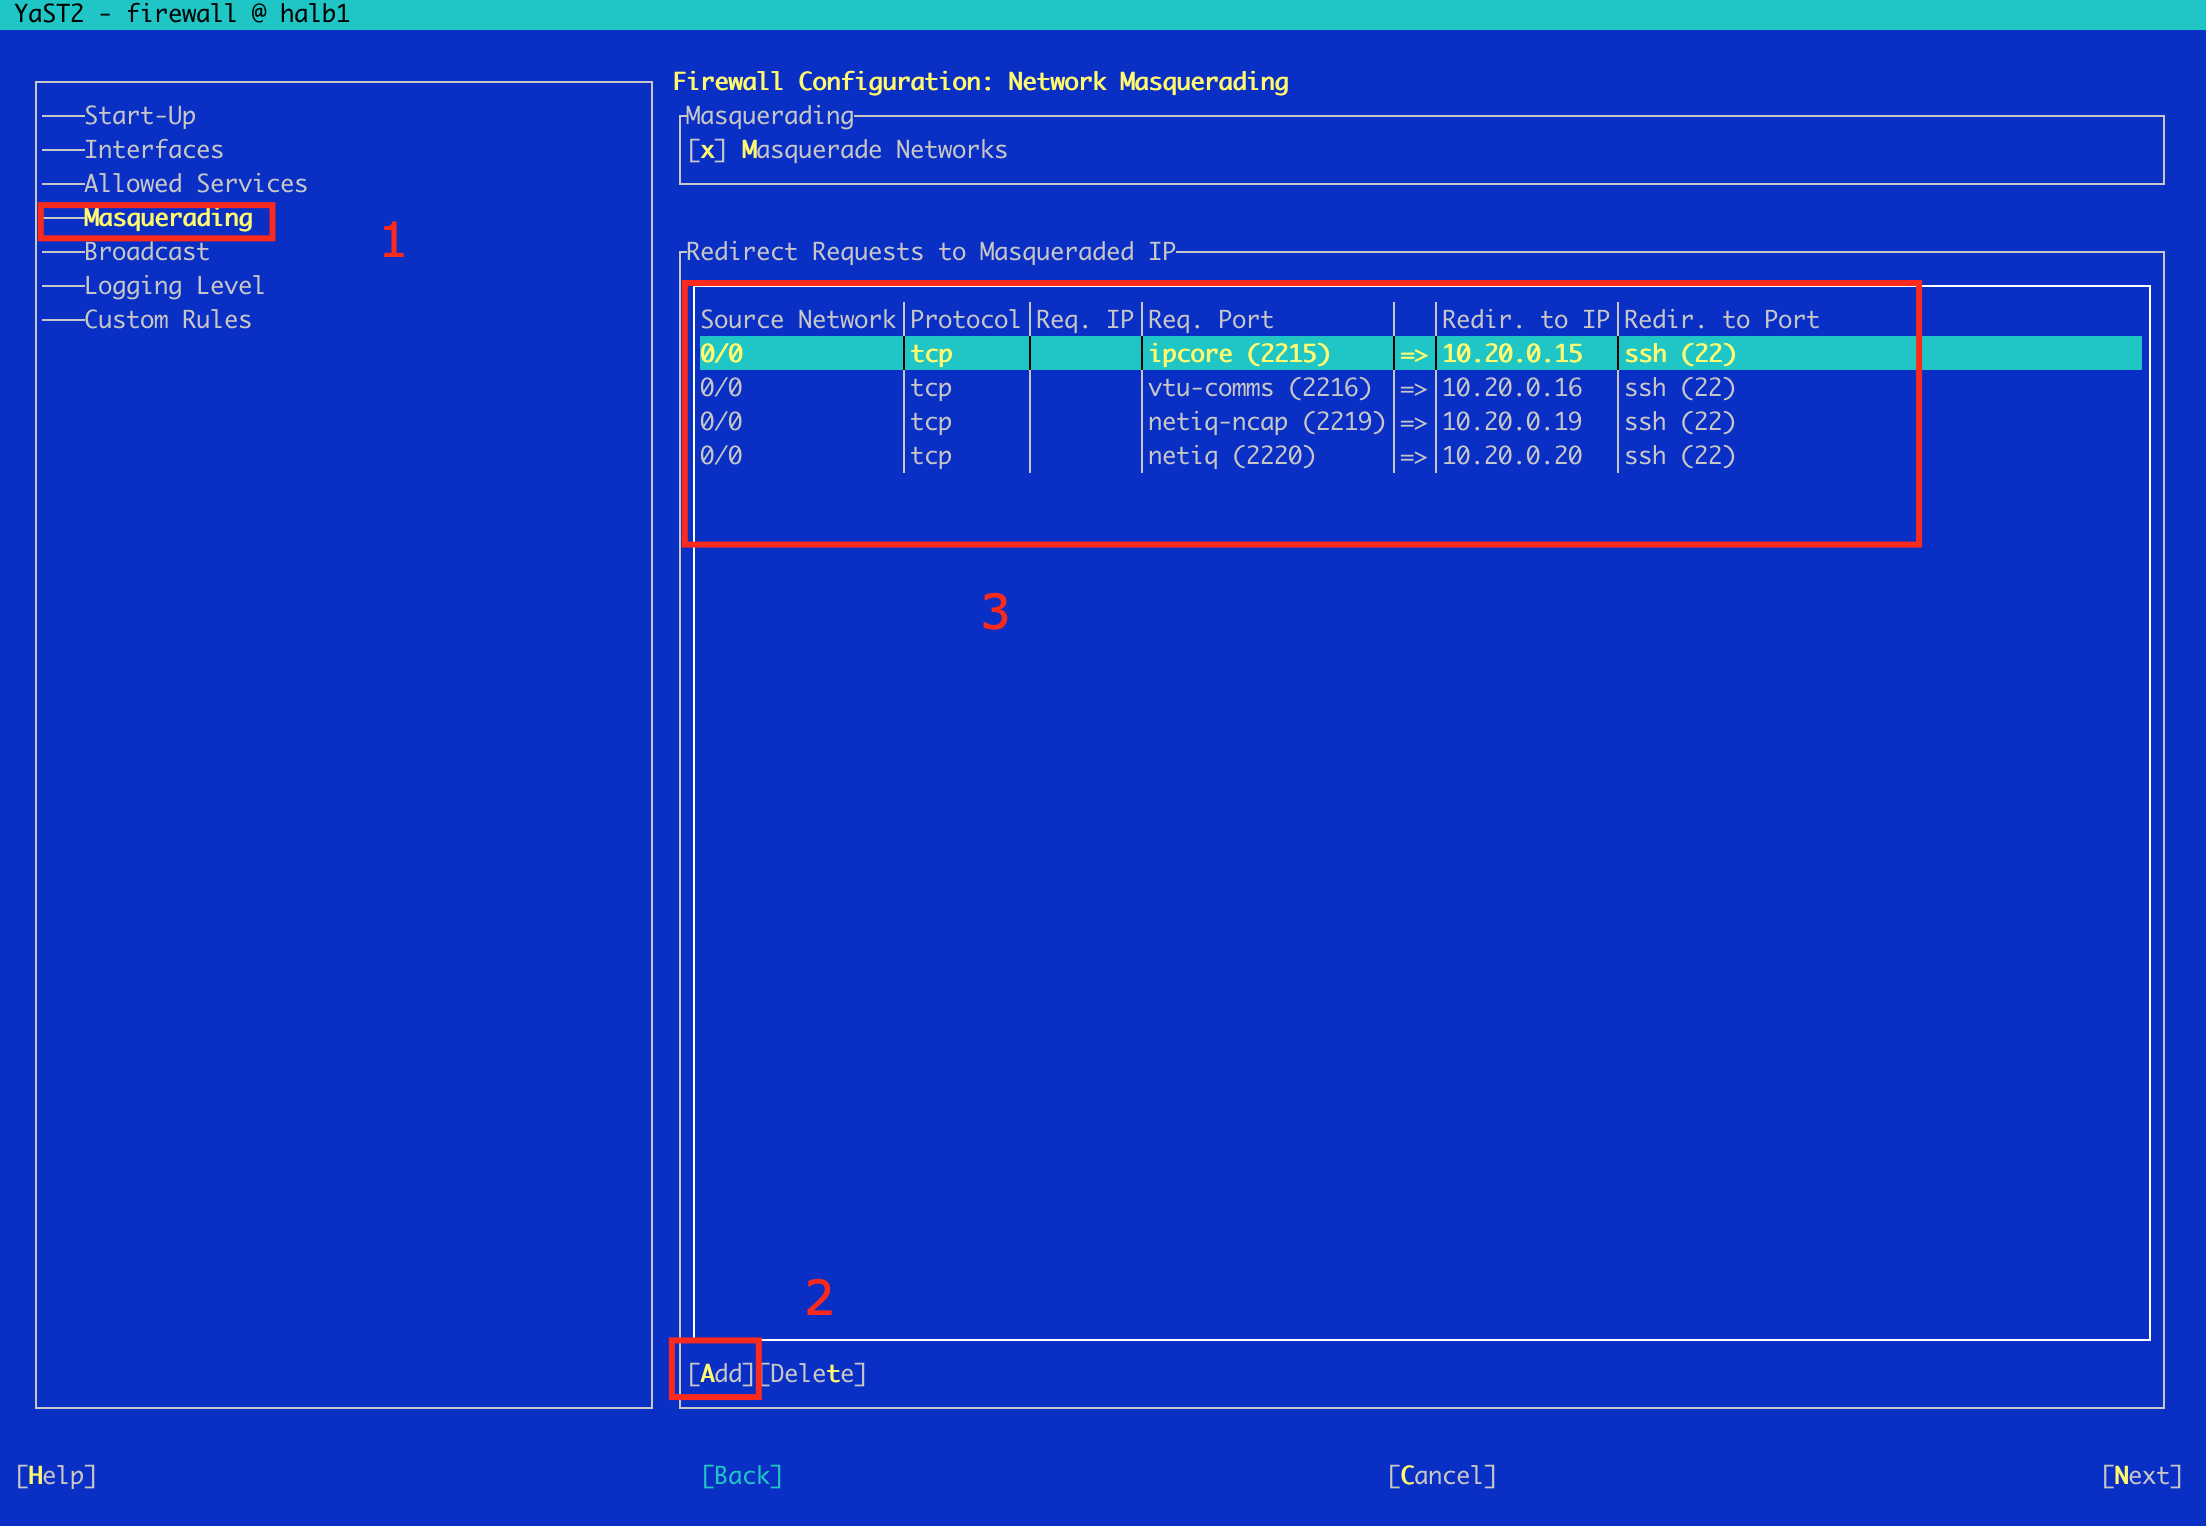 YaST2 - firewall @ halb1
Start-Up
Interfaces
Allowed Services
Masquerading
Broadcast
Logging Level
Custom Rules
1
Firewall Configuration: Network Masquerading
Masquerading
[x] Masquerade Networks
Redirect Requests to Masqueraded IP
Source Network|Protocol|Req. IP|Req. Port | |Redir. to IP|Redir. to Port
0/0 |tcp | |ipcore (2215) |=>|10.20.0.15 |ssh (22)
0/0 |tcp | |vtu-comms (2216) |=>|10.20.0.16 |ssh (22)
0/0 |tcp | |netiq-ncap (2219)|=>|10.20.0.19 |ssh (22)
0/0 |tcp | |netiq (2220) |=>|10.20.0.20 |ssh (22)
3
2
[Add][Delete]
[Help] [Back] [Cancel] [Next]